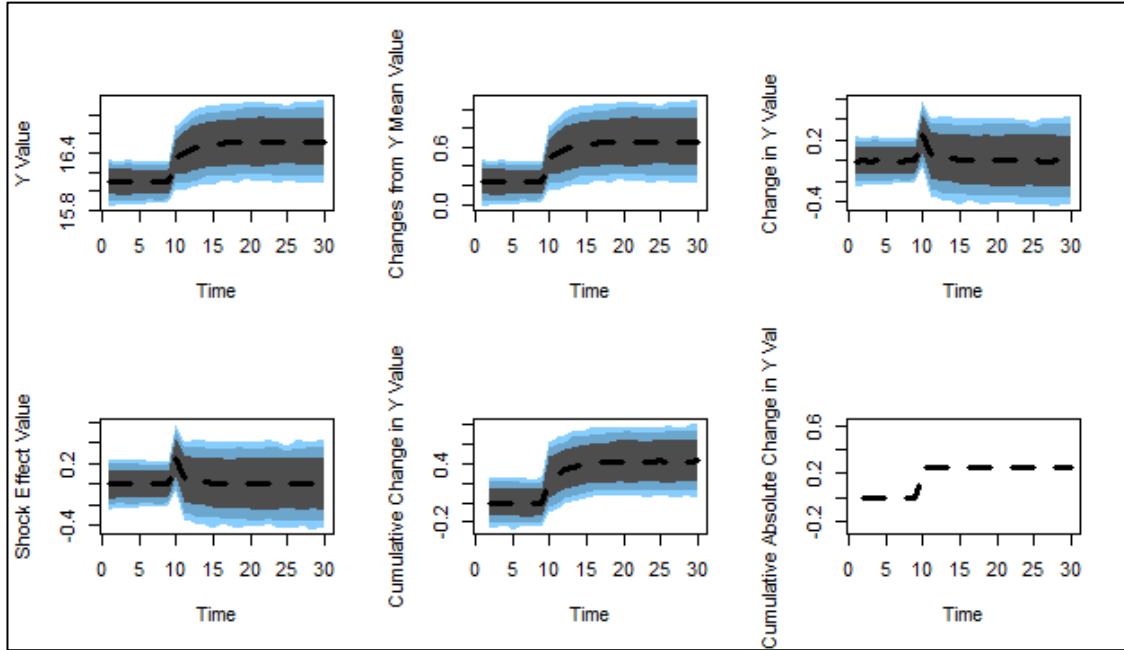 Y Value
16.4
15.8
0 5 10 15 20 25 30
Time
Changes from Y Mean Value
0.6
0.0
0 5 10 15 20 25 30
Time
Change in Y Value
0.2
-0.4
0 5 10 15 20 25 30
Time
Shock Effect Value
0.2
-0.4
0 5 10 15 20 25 30
Time
Cumulative Change in Y Value
0.4
-0.2
0 5 10 15 20 25 30
Time
Cumulative Absolute Change in Y Val
0.6
0.2
-0.2
0 5 10 15 20 25 30
Time